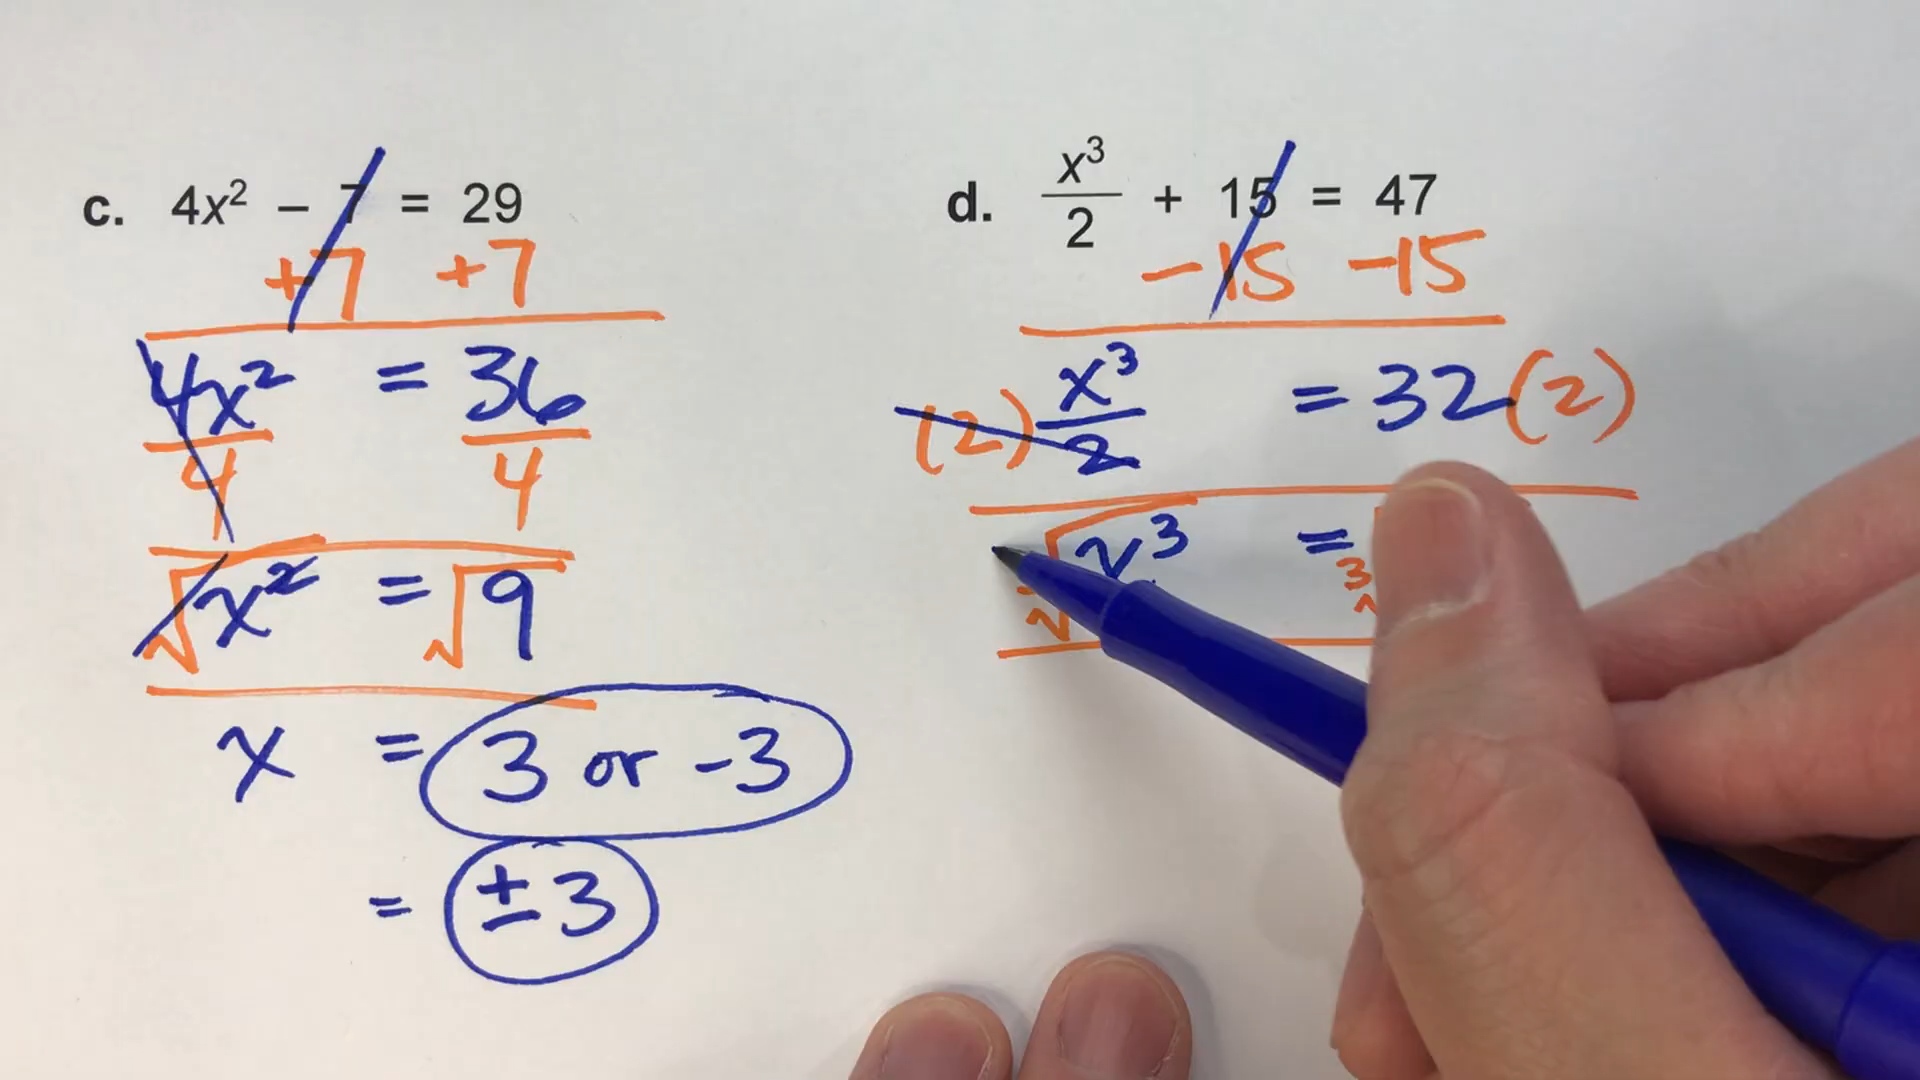 c. 4x² – 7 = 29
+7 +7
4x² = 36
4 4
√x² = √9
x = 3 or -3
= ±3
d. x³/2 + 15 = 47
-15 -15
(2) x³/2 = 32(2)
√x³ = 3√